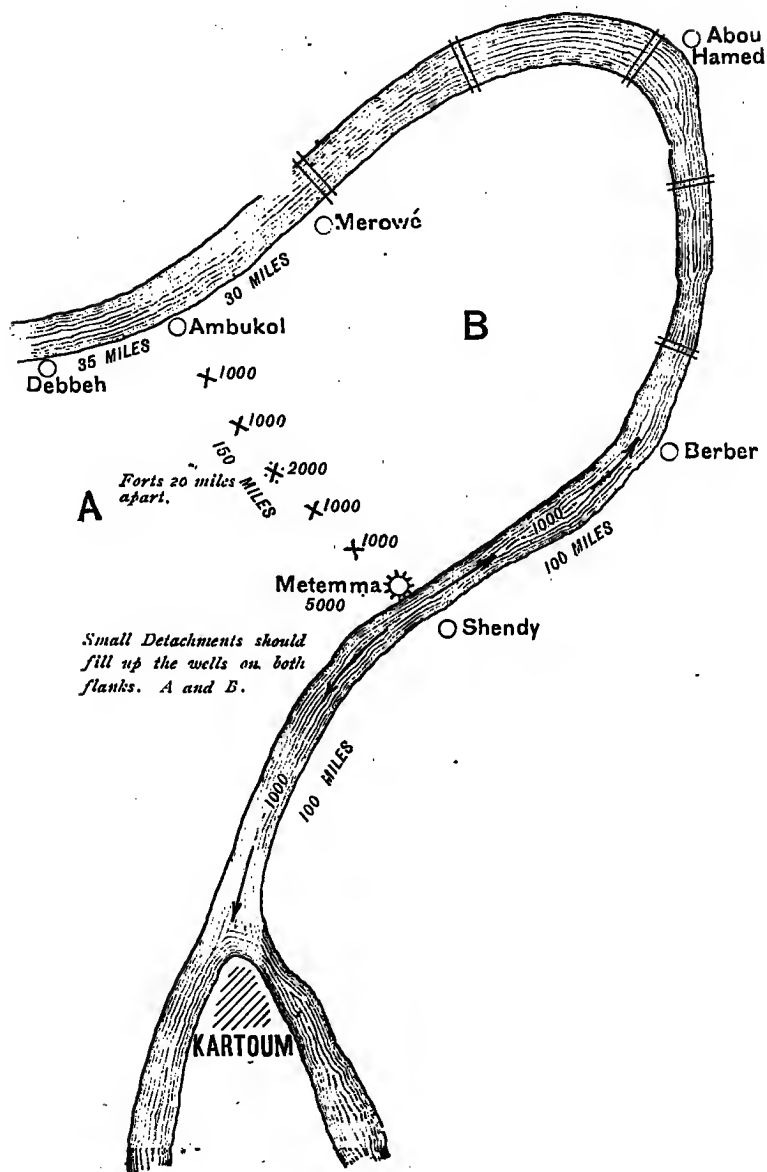 Abou
Hamed
Merowé
30 MILES
Ambukol
B
35 MILES
Debbeh
1000
1000
150 MILES
2000
Forts 20 miles
apart.
A
1000
1000
Berber
1000
100 MILES
Metemma
5000
Shendy
Small Detachments should
fill up the wells on both
flanks. A and B.
1000
100 MILES
KARTOUM